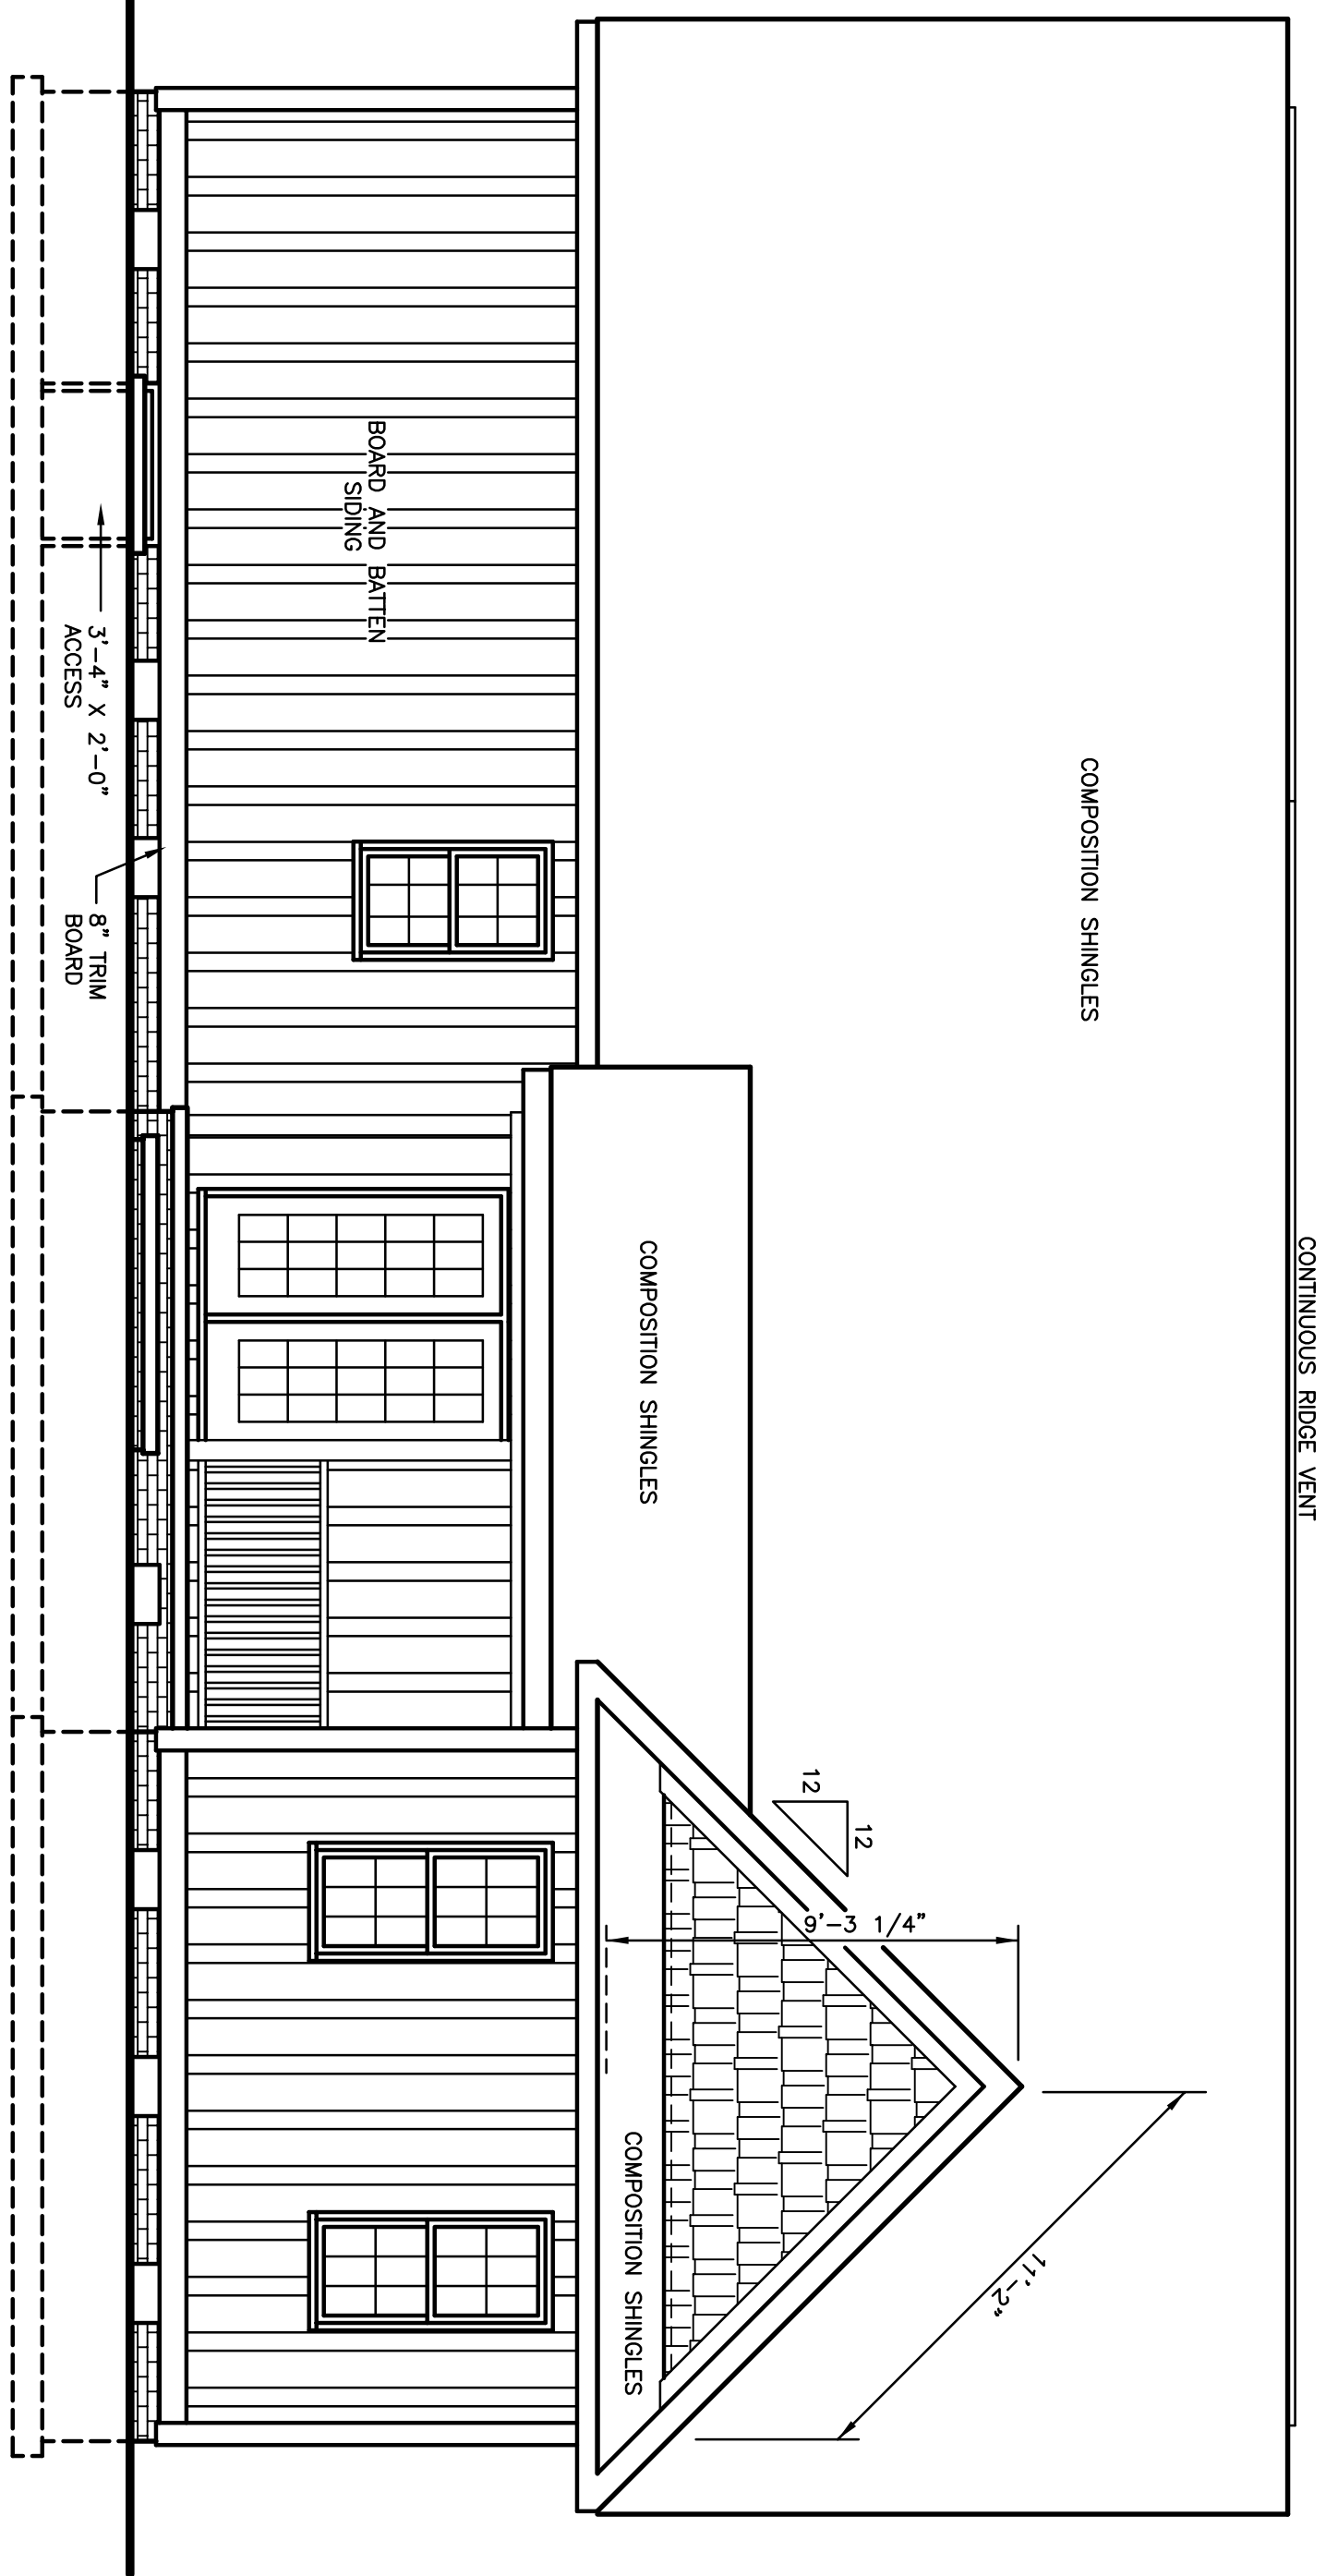 CONTINUOUS RIDGE VENT
COMPOSITION SHINGLES
12
12
9'-3 1/4"
11'-2"
COMPOSITION SHINGLES
COMPOSITION SHINGLES
BOARD AND BATTEN
SIDING
3'-4" X 2'-0"
ACCESS
8" TRIM
BOARD